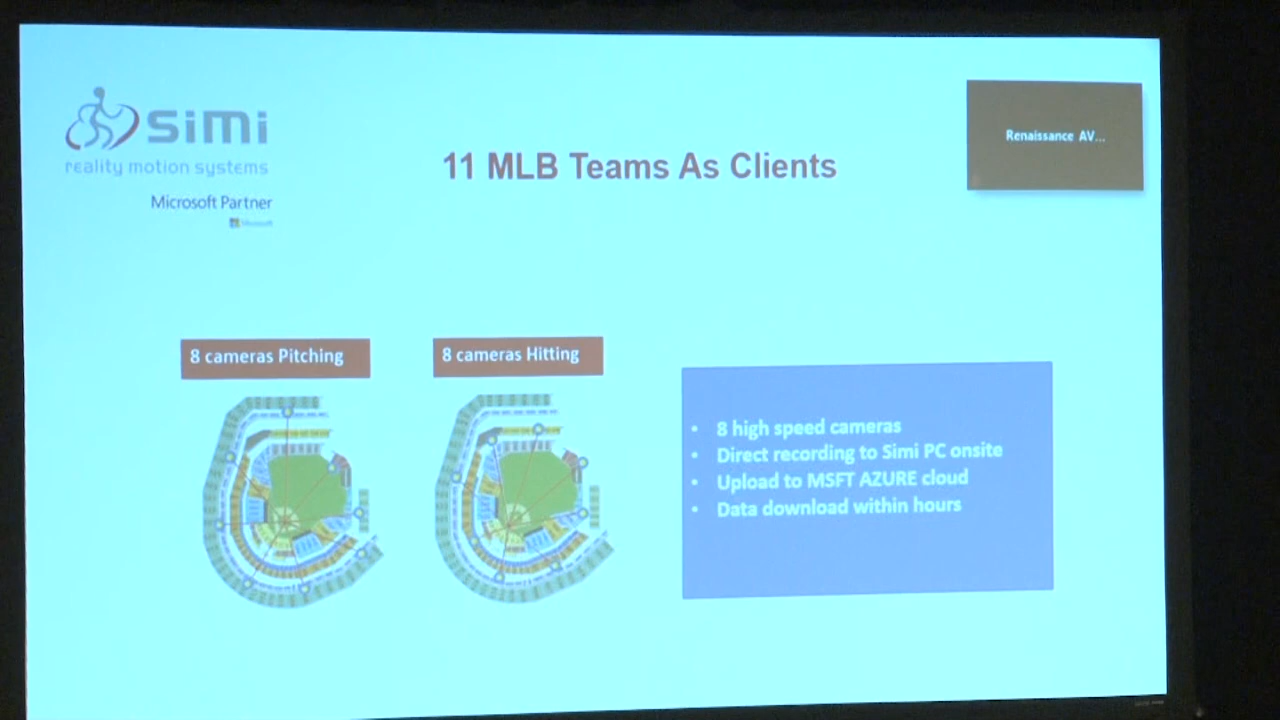 simi
reality motion systems
Microsoft Partner
Microsoft
11 MLB Teams As Clients
Renaissance AV...
8 cameras Pitching
8 cameras Hitting
• 8 high speed cameras
• Direct recording to Simi PC onsite
• Upload to MSFT AZURE cloud
• Data download within hours